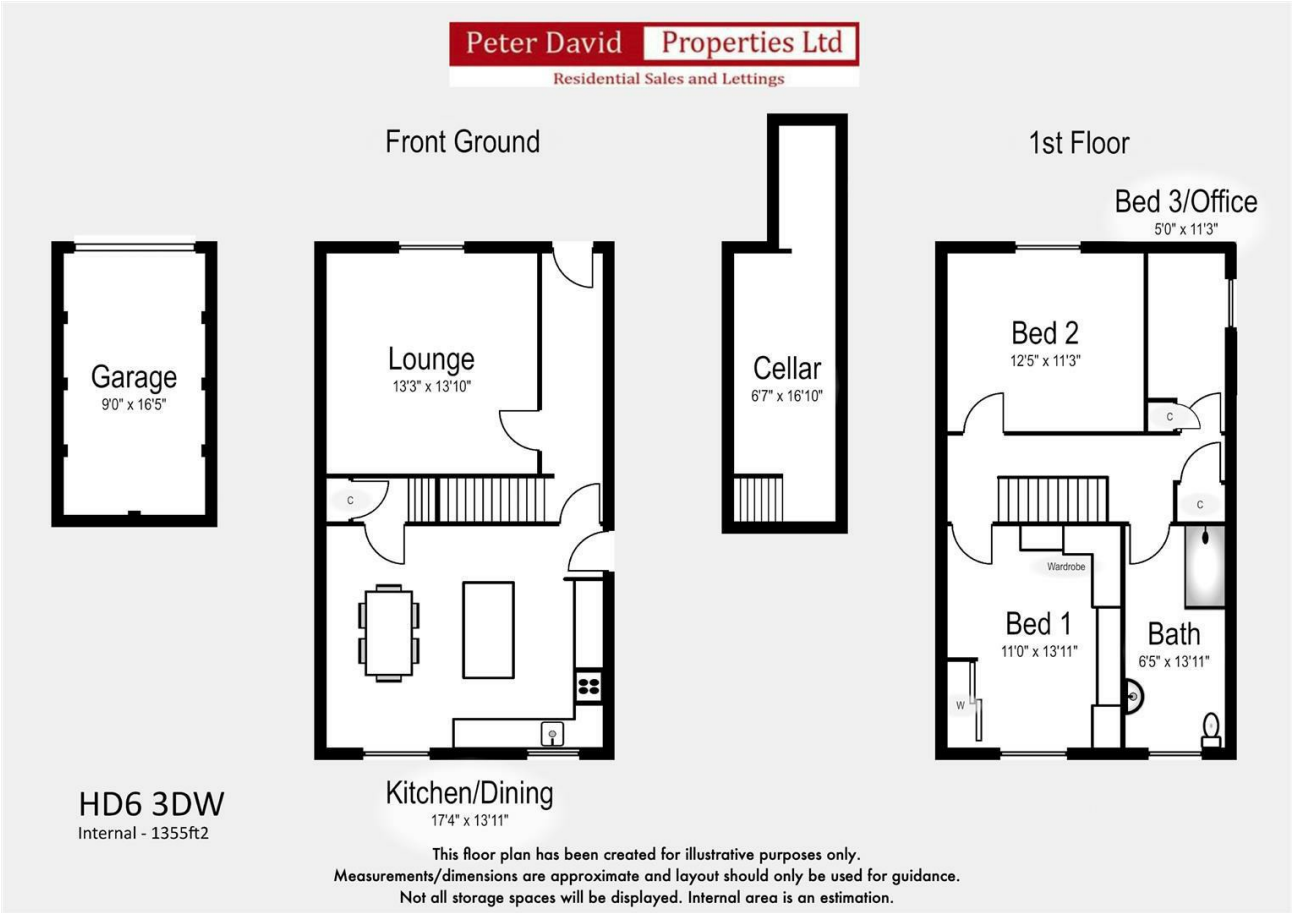 Peter David Properties Ltd
Residential Sales and Lettings
Front Ground
1st Floor
Bed 3/Office
5'0" x 11'3"
Garage
9'0" x 16'5"
Lounge
13'3" x 13'10"
Cellar
6'7" x 16'10"
Bed 2
12'5" x 11'3"
C
C
C
Wardrobe
Bed 1
11'0" x 13'11"
Bath
6'5" x 13'11"
W
Kitchen/Dining
17'4" x 13'11"
HD6 3DW
Internal - 1355ft2
This floor plan has been created for illustrative purposes only.
Measurements/dimensions are approximate and layout should only be used for guidance.
Not all storage spaces will be displayed. Internal area is an estimation.